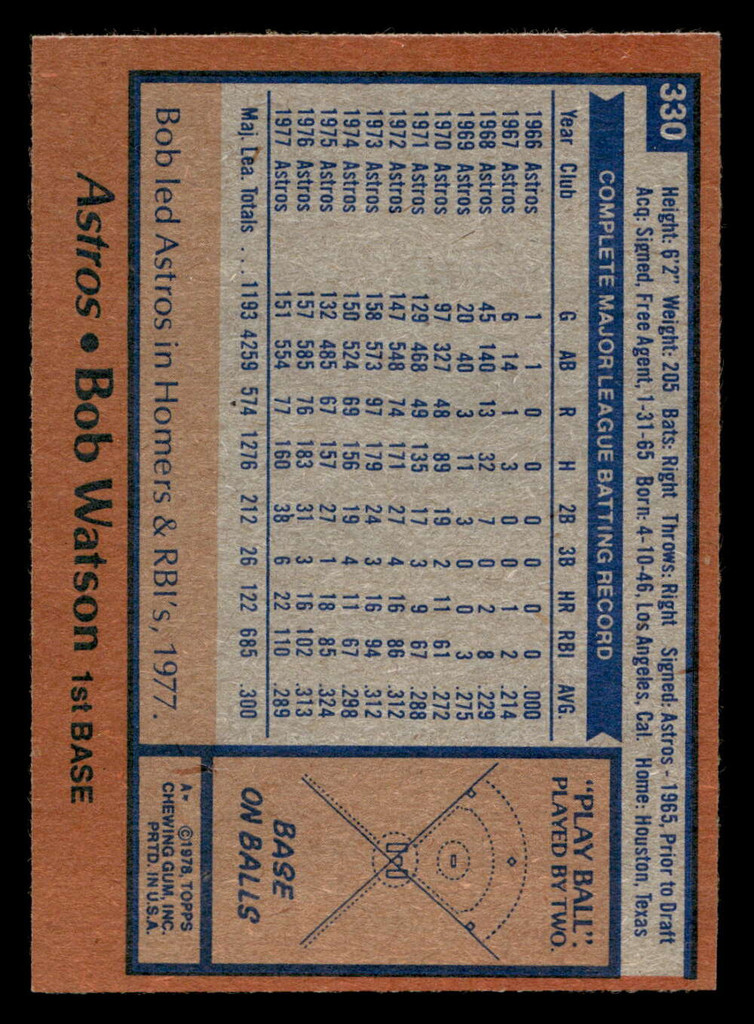 330
Height: 6'2" Weight: 205 Bats: Right Throws: Right Signed: Astros - 1965, Prior to Draft
Acq: Signed, Free Agent, 1-31-65 Born: 4-10-46, Los Angeles, Cal. Home: Houston, Texas
COMPLETE MAJOR LEAGUE BATTING RECORD
Year Club G AB R H 2B 3B HR RBI AVG.
1966 Astros 1 1 0 0 0 0 0 0 .000
1967 Astros 6 14 1 3 0 0 1 2 .214
1968 Astros 45 140 13 32 7 0 2 8 .229
1969 Astros 20 40 3 11 3 0 0 3 .275
1970 Astros 97 327 48 89 19 2 11 61 .272
1971 Astros 129 468 49 135 17 3 9 67 .288
1972 Astros 147 548 74 171 27 4 16 86 .312
1973 Astros 158 573 97 179 24 3 16 94 .312
1974 Astros 150 524 69 156 19 4 11 67 .298
1975 Astros 132 485 67 157 27 1 18 85 .324
1976 Astros 157 585 76 183 31 3 16 102 .313
1977 Astros 151 554 77 160 38 6 22 110 .289
Maj. Lea. Totals ... 1193 4259 574 1276 212 26 122 685 .300
Bob led Astros in Homers & RBI's, 1977.
"PLAY BALL"
PLAYED BY TWO.
BASE
ON BALLS
A* ©1978, TOPPS
CHEWING GUM, INC.
PRTD. IN U.S.A.
Astros • Bob Watson 1st BASE